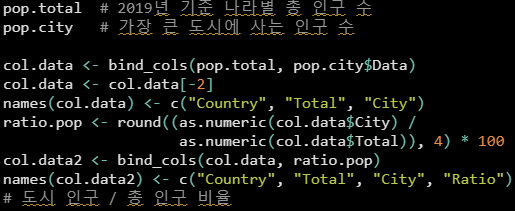 pop.total  # 2019년 기준 나라별 총 인구 수
pop.city   # 가장 큰 도시에 사는 인구 수
col.data <- bind_cols(pop.total, pop.city$Data)
col.data <- col.data[-2]
names(col.data) <- c("Country", "Total", "City")
ratio.pop <- round((as.numeric(col.data$City) /
                    as.numeric(col.data$Total)), 4) * 100
col.data2 <- bind_cols(col.data, ratio.pop)
names(col.data2) <- c("Country", "Total", "City", "Ratio")
# 도시 인구 / 총 인구 비율